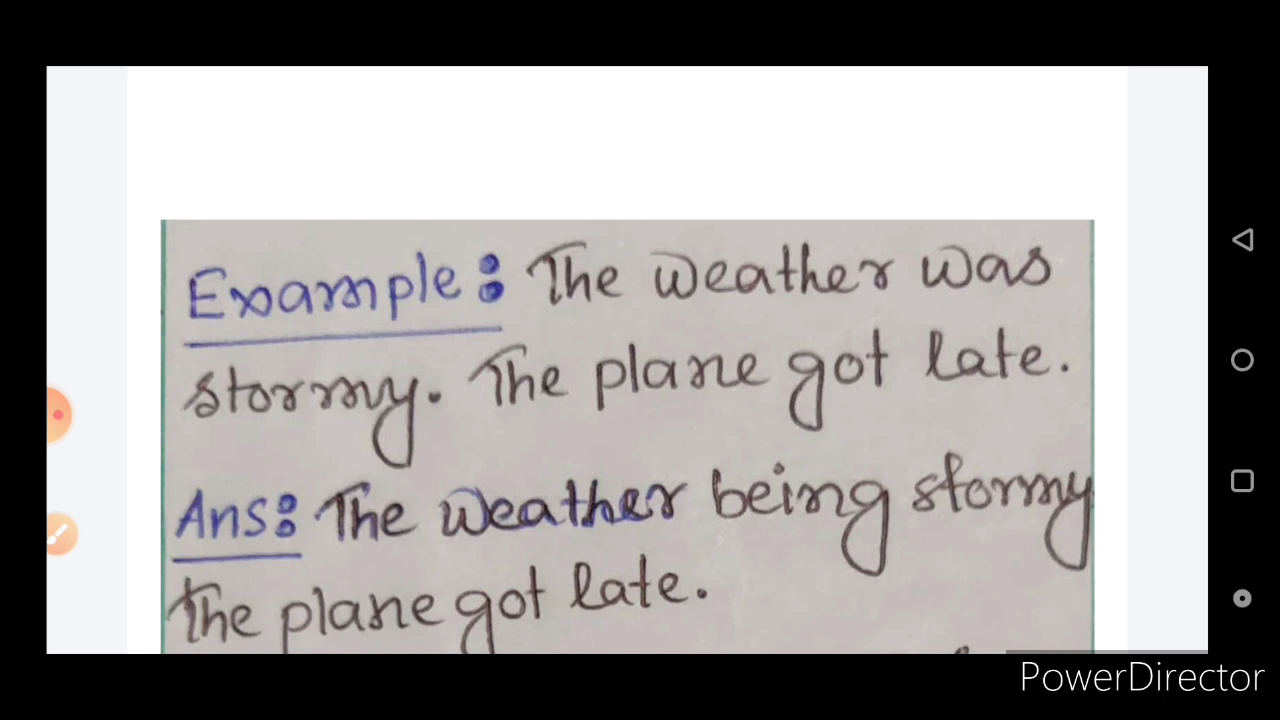 Example: The weather was
stormy. The plane got late.
Ans: The weather being stormy
the plane got late.
PowerDirector